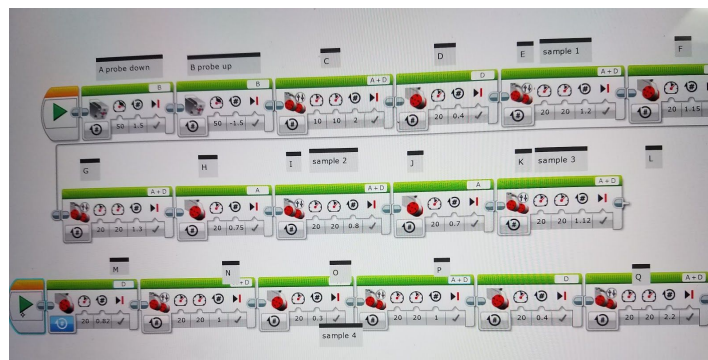 A probe down B probe up C D E sample 1 F
B B A + D D A + D
50 1.5 50 -1.5 10 10 2 20 0.4 20 20 1.2 20 1.15
G H I sample 2 J K sample 3 L
A + D A A + D A A + D
20 20 1.3 20 0.75 20 20 0.8 20 0.7 20 20 1.12
M N O P Q
D + D A + D D A + D
20 0.82 20 20 1 20 0.3 20 20 1 20 0.4 20 20 2.2
sample 4